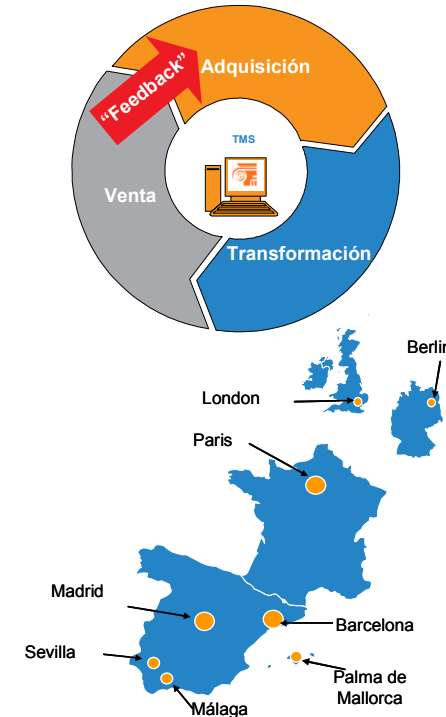 Adquisición
"Feedback"
TMS
Venta
Transformación
Berlin
London
Paris
Madrid
Barcelona
Sevilla
Palma de
Mallorca
Málaga